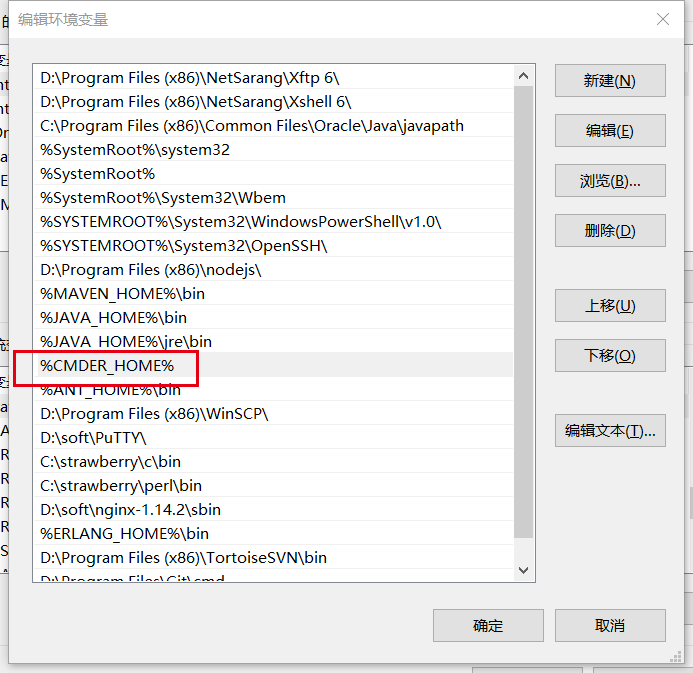 编辑环境变量
D:\Program Files (x86)\NetSarang\Xftp 6\
D:\Program Files (x86)\NetSarang\Xshell 6\
C:\Program Files (x86)\Common Files\Oracle\Java\javapath
%SystemRoot%\system32
%SystemRoot%
%SystemRoot%\System32\Wbem
%SYSTEMROOT%\System32\WindowsPowerShell\v1.0\
%SYSTEMROOT%\System32\OpenSSH\
D:\Program Files (x86)\nodejs\
%MAVEN_HOME%\bin
%JAVA_HOME%\bin
%JAVA_HOME%\jre\bin
%CMDER_HOME%
%ANT_HOME%\bin
D:\Program Files (x86)\WinSCP\
D:\soft\PuTTY\
C:\strawberry\c\bin
C:\strawberry\perl\bin
D:\soft\nginx-1.14.2\sbin
%ERLANG_HOME%\bin
D:\Program Files (x86)\TortoiseSVN\bin
D:\Program Files\Git\cmd
新建(N)
编辑(E)
浏览(B)...
删除(D)
上移(U)
下移(O)
编辑文本(T)...
确定
取消